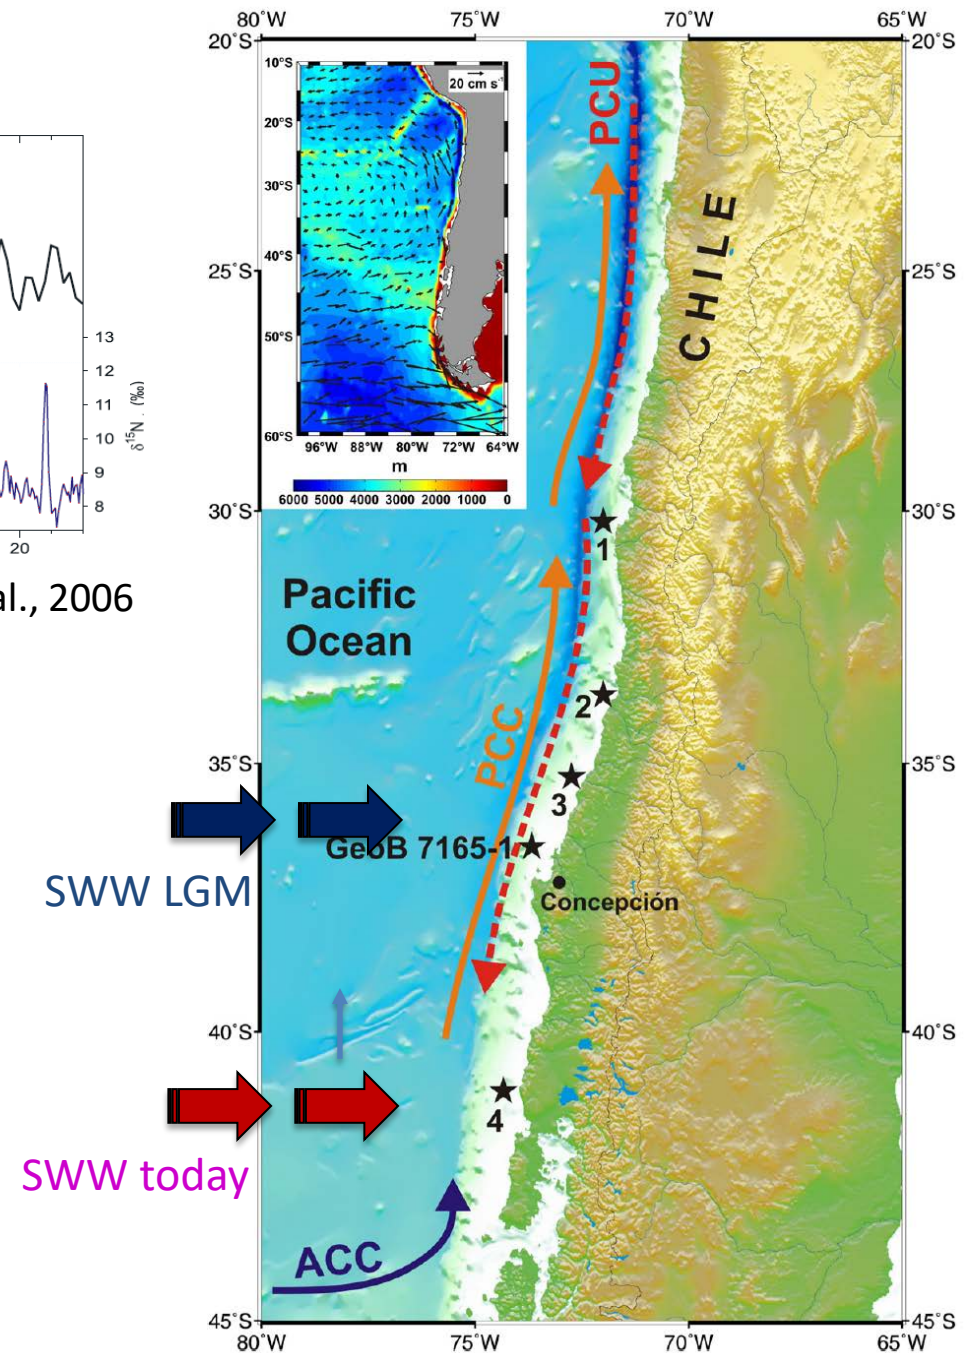 80°W 75°W 70°W 65°W
20°S 20°S
10°S
20 cm s⁻¹
20°S
30°S
40°S
50°S
60°S
96°W 88°W 80°W 72°W 64°W
m
6000 5000 4000 3000 2000 1000 0
PCU
CHILE
25°S 25°S
13
12
11
10
9
8
δ¹⁵N . (‰)
20
al., 2006
30°S 30°S
1
Pacific
Ocean
2
PCC
35°S 35°S
3
GeoB 7165-1
SWW LGM
Concepción
40°S 40°S
4
SWW today
ACC
45°S 45°S
80°W 75°W 70°W 65°W